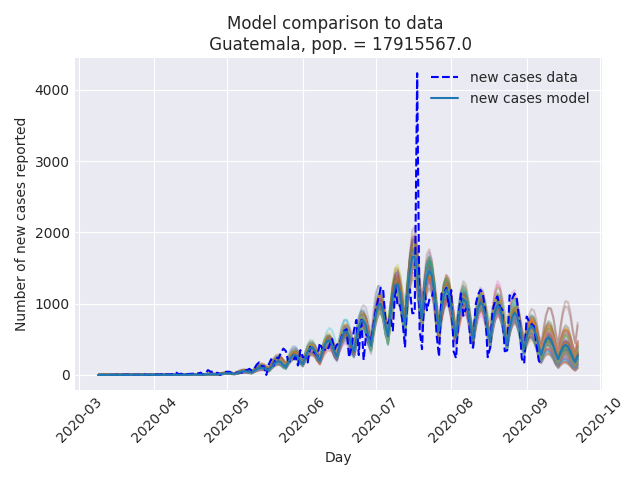 Model comparison to data
Guatemala, pop. = 17915567.0
new cases data
new cases model
Number of new cases reported
4000
3000
2000
1000
0
2020-03
2020-04
2020-05
2020-06
2020-07
2020-08
2020-09
2020-10
Day